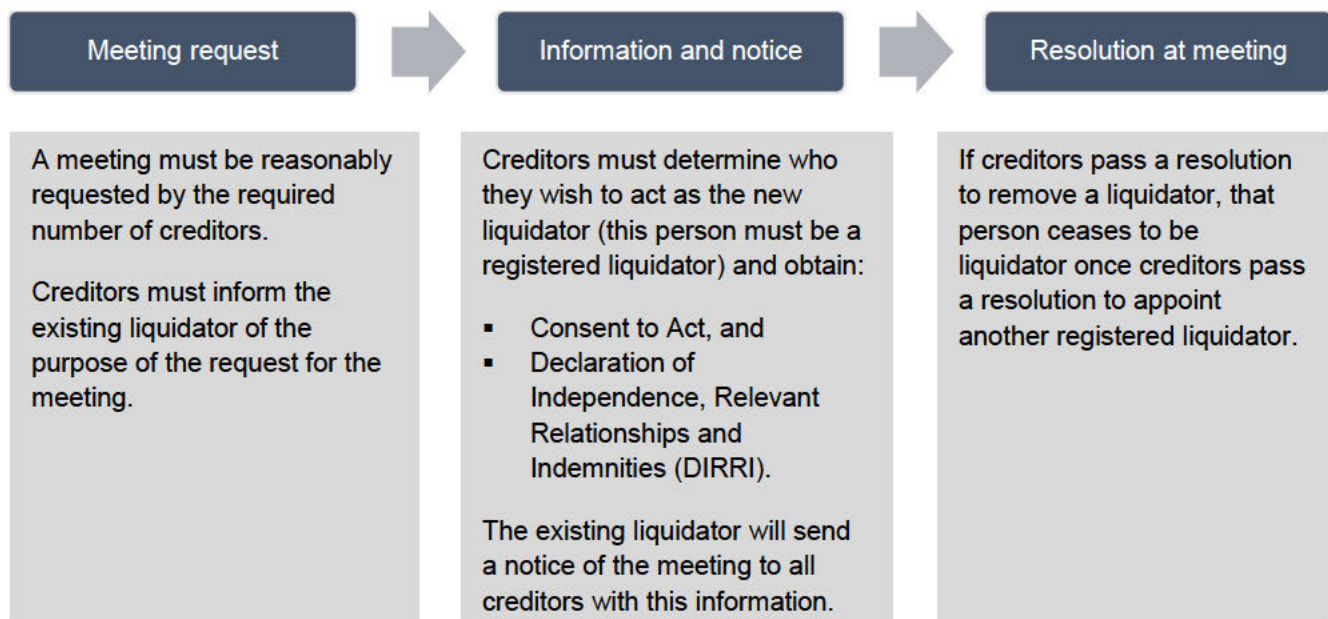 Meeting request
Information and notice
Resolution at meeting
A meeting must be reasonably
requested by the required
number of creditors.
Creditors must inform the
existing liquidator of the
purpose of the request for the
meeting.
Creditors must determine who
they wish to act as the new
liquidator (this person must be a
registered liquidator) and obtain:
▪ Consent to Act, and
▪ Declaration of
Independence, Relevant
Relationships and
Indemnities (DIRRI).
The existing liquidator will send
a notice of the meeting to all
creditors with this information.
If creditors pass a resolution
to remove a liquidator, that
person ceases to be
liquidator once creditors pass
a resolution to appoint
another registered liquidator.